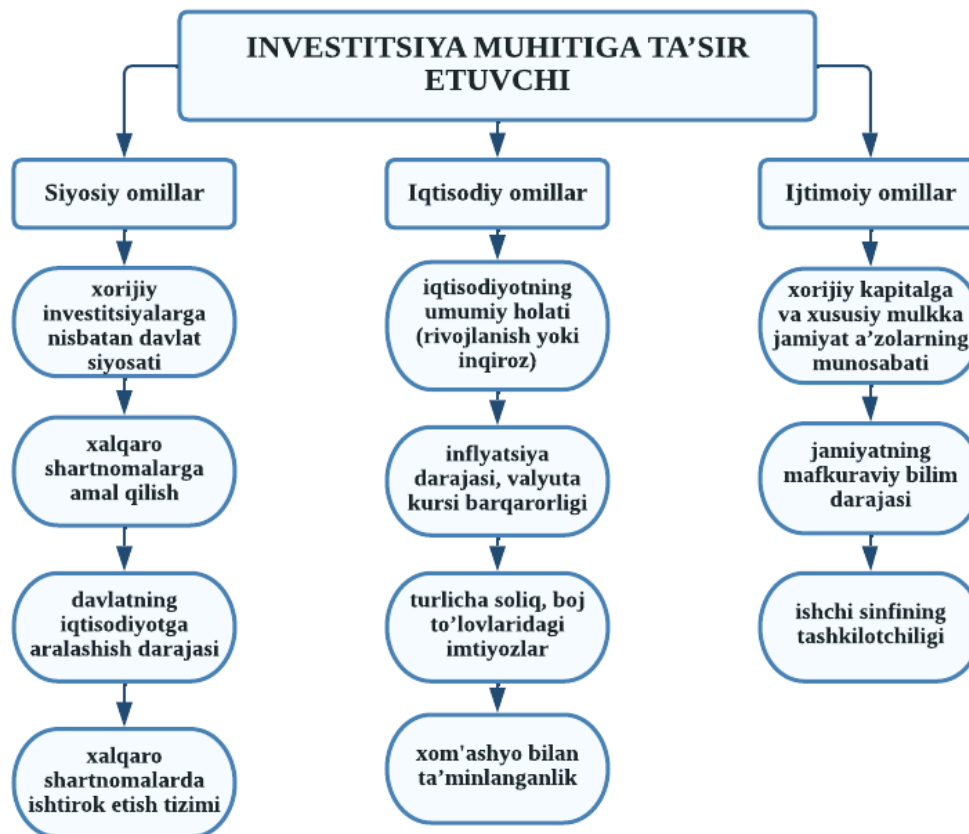 INVESTITSIYA MUHITIGA TA’SIR
ETUVCHI
Siyosiy omillar
xorijiy
investitsiyalarga
nisbatan davlat
siyosati
xalqaro
shartnomalarga
amal qilish
davlatning
iqtisodiyotga
aralashish darajasi
xalqaro
shartnomalarda
ishtirok etish tizimi
Iqtisodiy omillar
iqtisodiyotning
umumiy holati
(rivojlanish yoki
inqiroz)
inflyatsiya
darajasi, valyuta
kursi barqarorligi
turlicha soliq, boj
to’lovlaridagi
imtiyozlar
xom'ashyo bilan
ta’minlanganlik
Ijtimoiy omillar
xorijiy kapitalga
va xususiy mulkka
jamiyat a’zolarning
munosabati
jamiyatning
mafkuraviy bilim
darajasi
ishchi sinfining
tashkilotchiligi